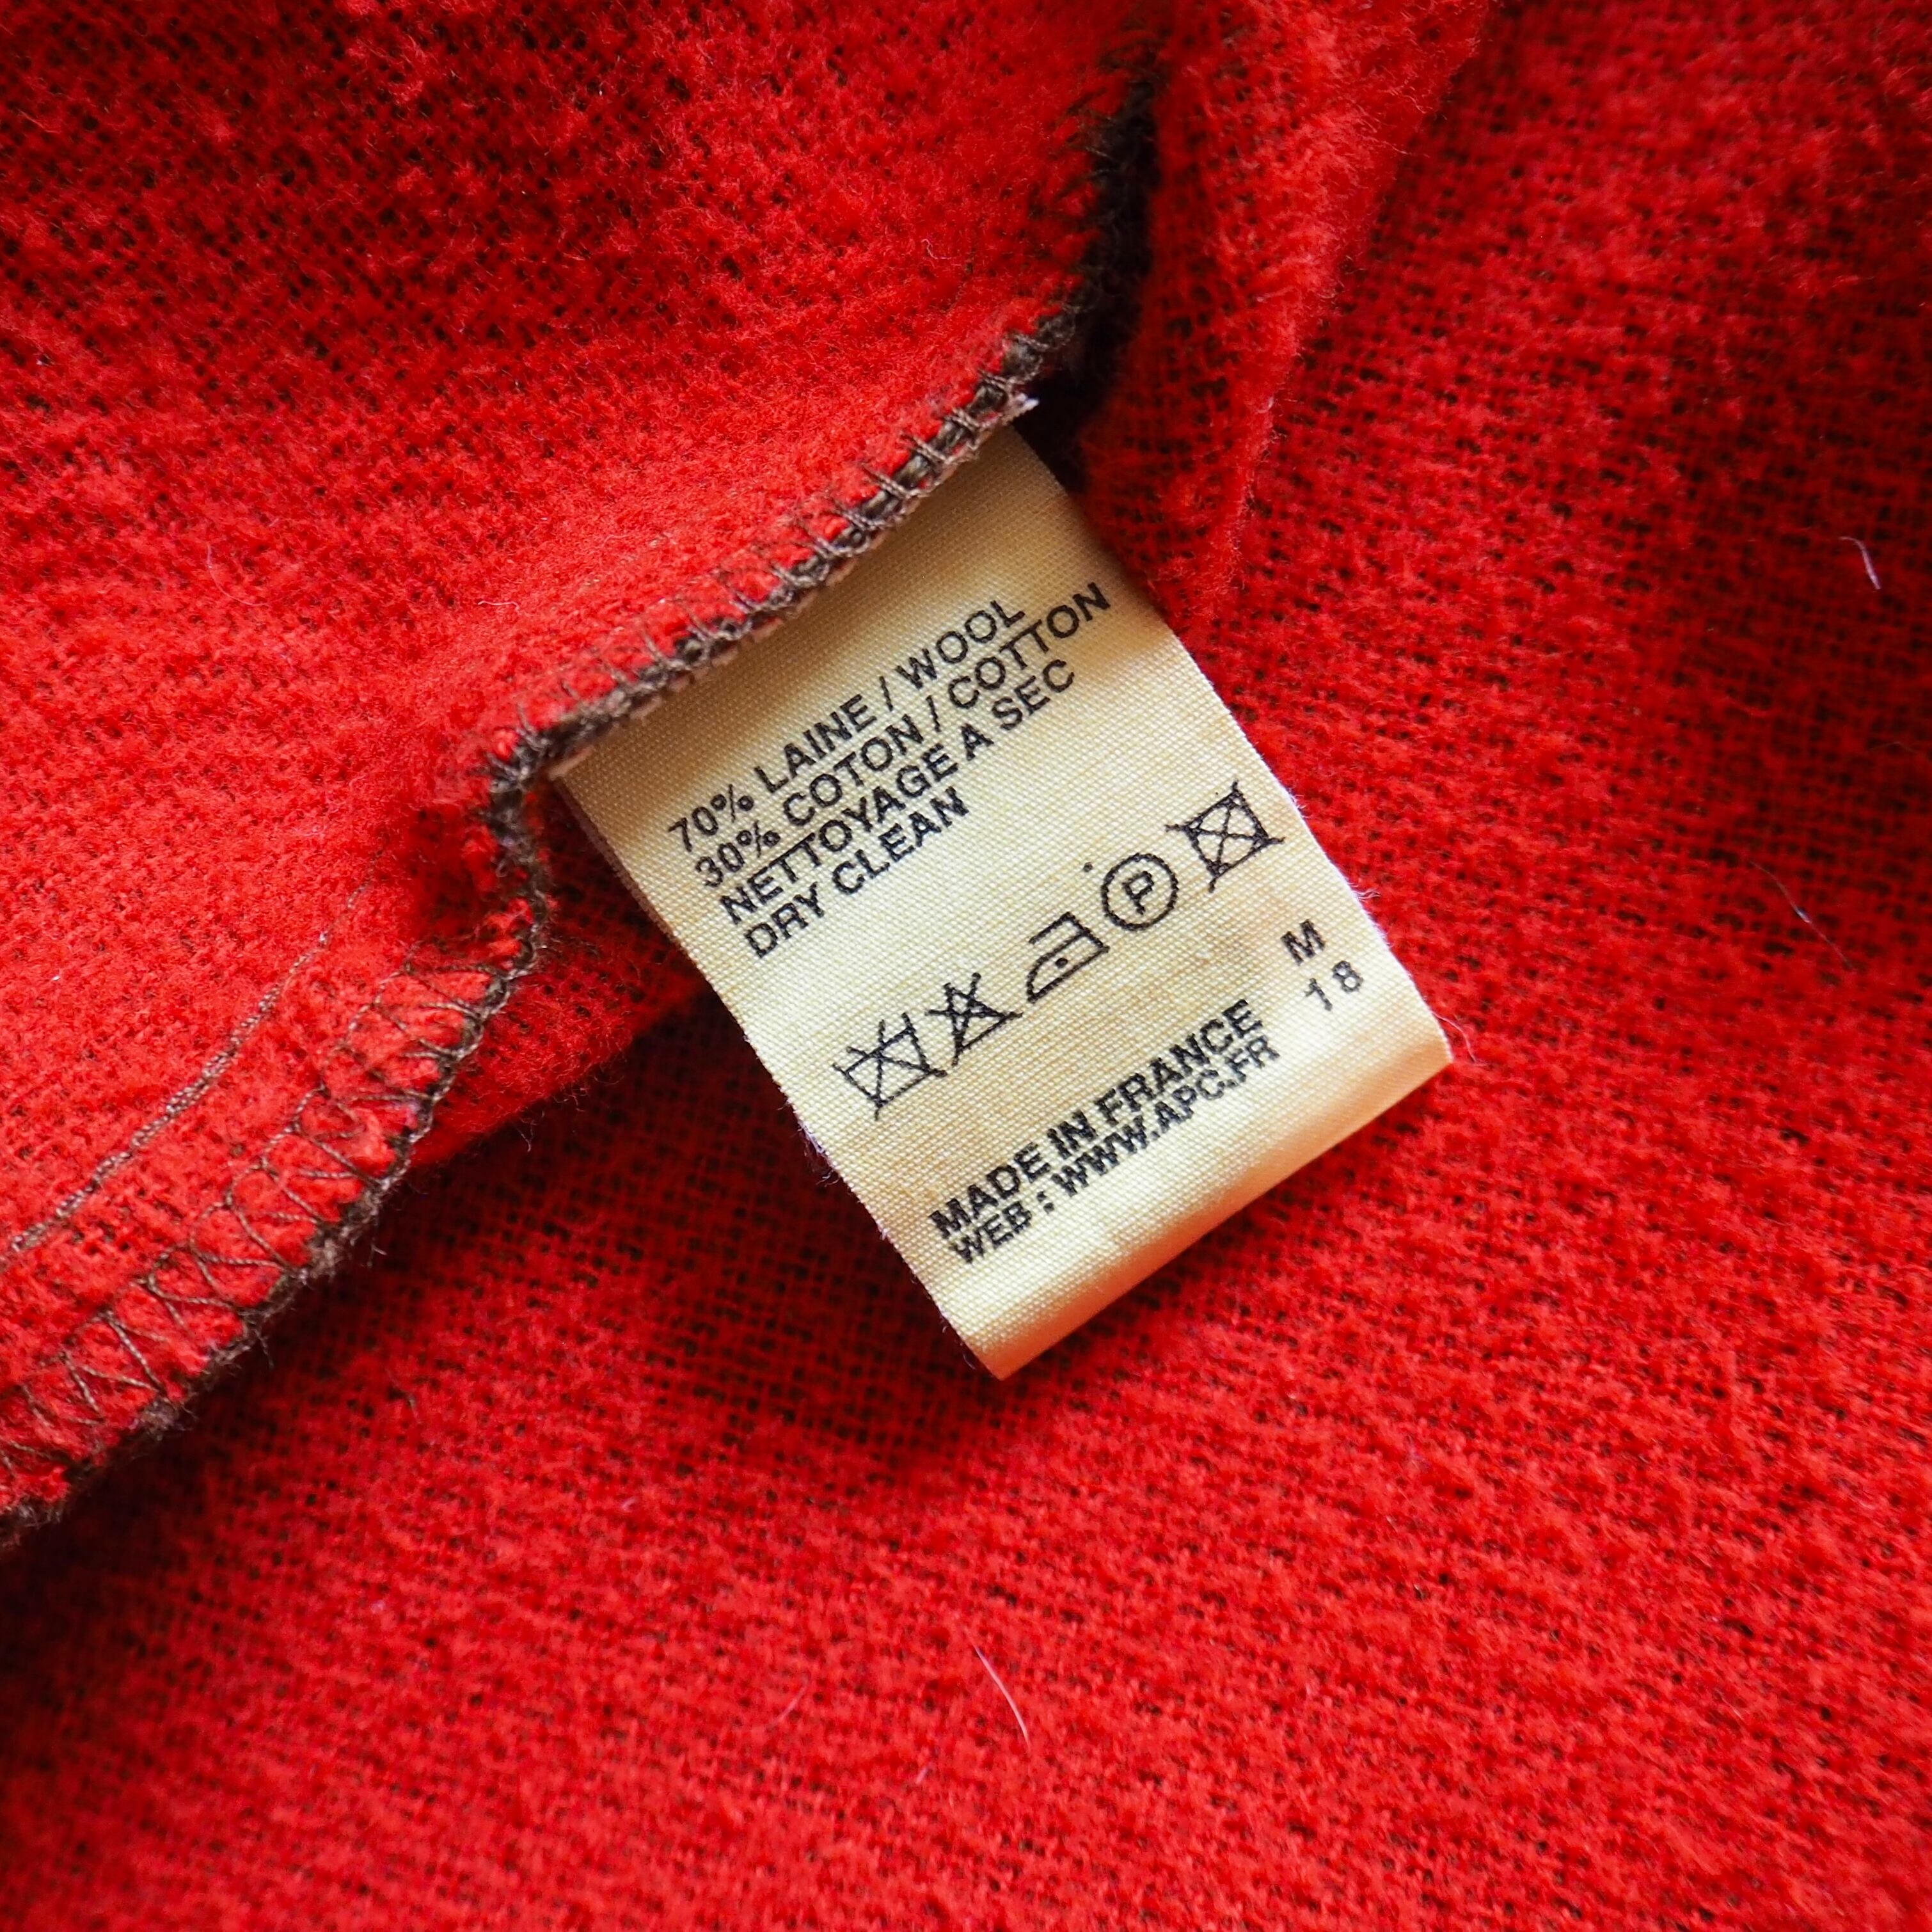 70% LAINE / WOOL
30% COTON / COTTON
NETTOYAGE A SEC
DRY CLEAN
P
M
18
MADE IN FRANCE
WEB : WWW.APC.FR